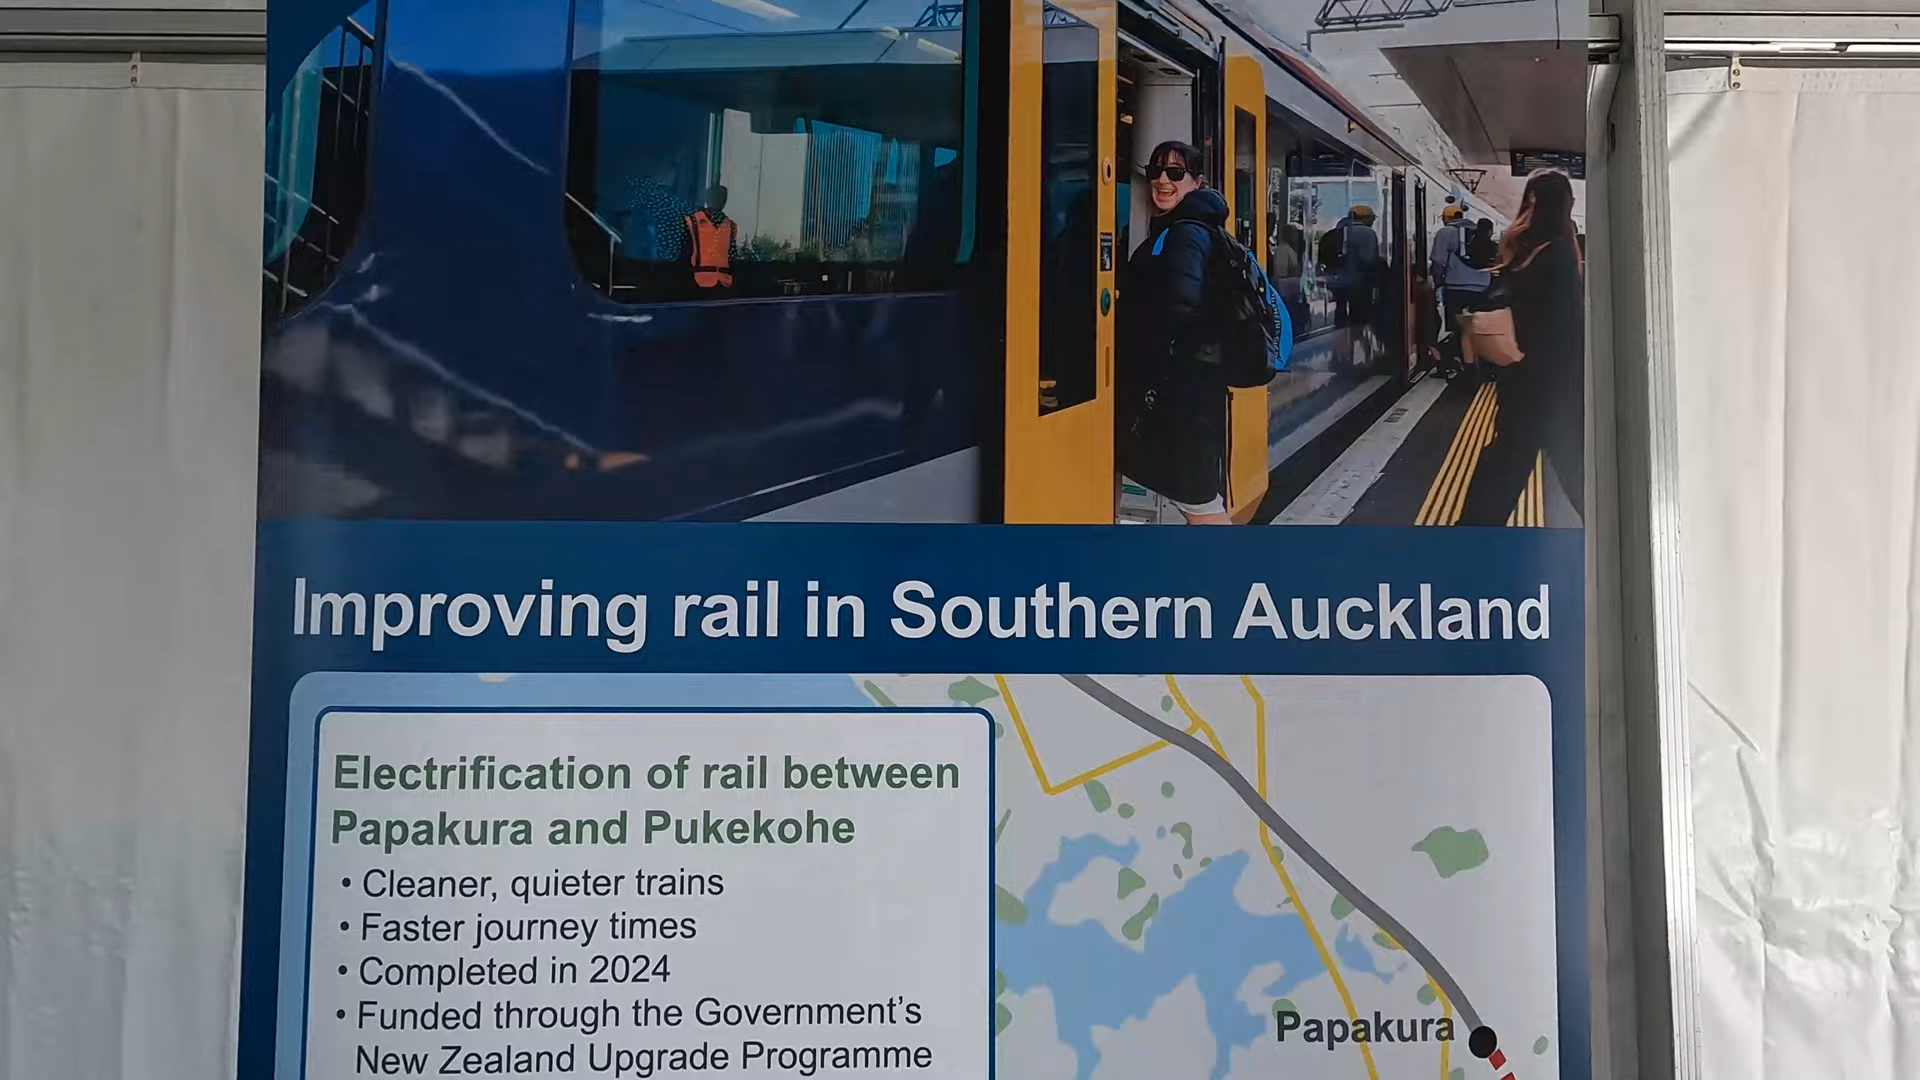 Improving rail in Southern Auckland
Electrification of rail between
Papakura and Pukekohe
• Cleaner, quieter trains
• Faster journey times
• Completed in 2024
• Funded through the Government’s
New Zealand Upgrade Programme
Papakura